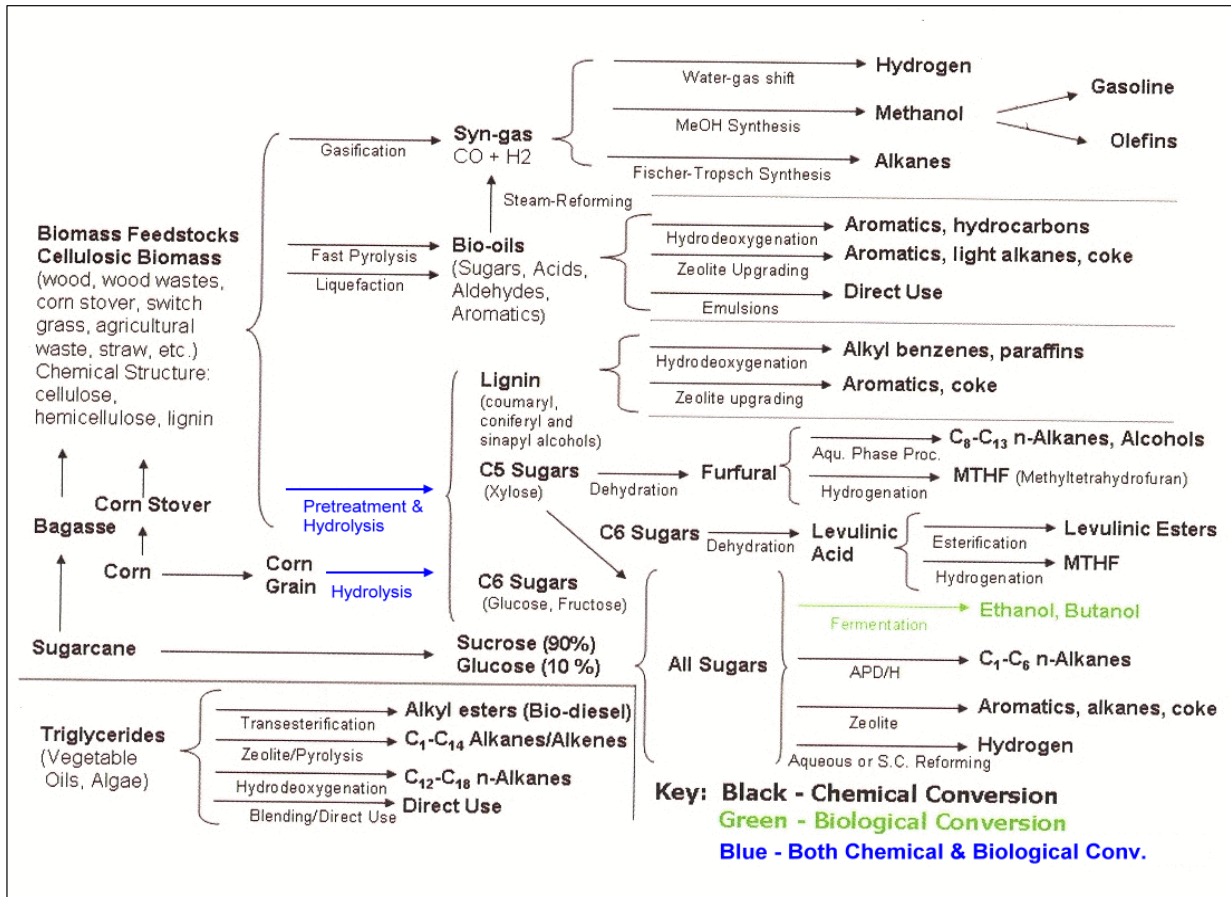 Water-gas shift
Hydrogen
MeOH Synthesis
Methanol
Gasoline
Olefins
Fischer-Tropsch Synthesis
Alkanes
Gasification
Syn-gas
CO + H2
Steam-Reforming
Biomass Feedstocks
Cellulosic Biomass
(wood, wood wastes,
corn stover, switch
grass, agricultural
waste, straw, etc.)
Chemical Structure:
cellulose,
hemicellulose, lignin
Fast Pyrolysis
Liquefaction
Bio-oils
(Sugars, Acids,
Aldehydes,
Aromatics)
Hydrodeoxygenation
Aromatics, hydrocarbons
Zeolite Upgrading
Aromatics, light alkanes, coke
Emulsions
Direct Use
Lignin
(coumaryl,
coniferyl and
sinapyl alcohols)
Hydrodeoxygenation
Alkyl benzenes, paraffins
Zeolite upgrading
Aromatics, coke
C5 Sugars
(Xylose)
Dehydration
Furfural
Aqu. Phase Proc.
C8-C13 n-Alkanes, Alcohols
Hydrogenation
MTHF (Methyltetrahydrofuran)
Pretreatment &
Hydrolysis
C6 Sugars
Dehydration
Levulinic
Acid
Esterification
Levulinic Esters
Hydrogenation
MTHF
Corn Stover
Bagasse
Corn
Corn
Grain
Hydrolysis
C6 Sugars
(Glucose, Fructose)
Sugarcane
Sucrose (90%)
Glucose (10 %)
All Sugars
Fermentation
Ethanol, Butanol
APD/H
C1-C6 n-Alkanes
Zeolite
Aromatics, alkanes, coke
Aqueous or S.C. Reforming
Hydrogen
Triglycerides
(Vegetable
Oils, Algae)
Transesterification
Alkyl esters (Bio-diesel)
Zeolite/Pyrolysis
C1-C14 Alkanes/Alkenes
Hydrodeoxygenation
C12-C18 n-Alkanes
Blending/Direct Use
Direct Use
Key: Black - Chemical Conversion
Green - Biological Conversion
Blue - Both Chemical & Biological Conv.